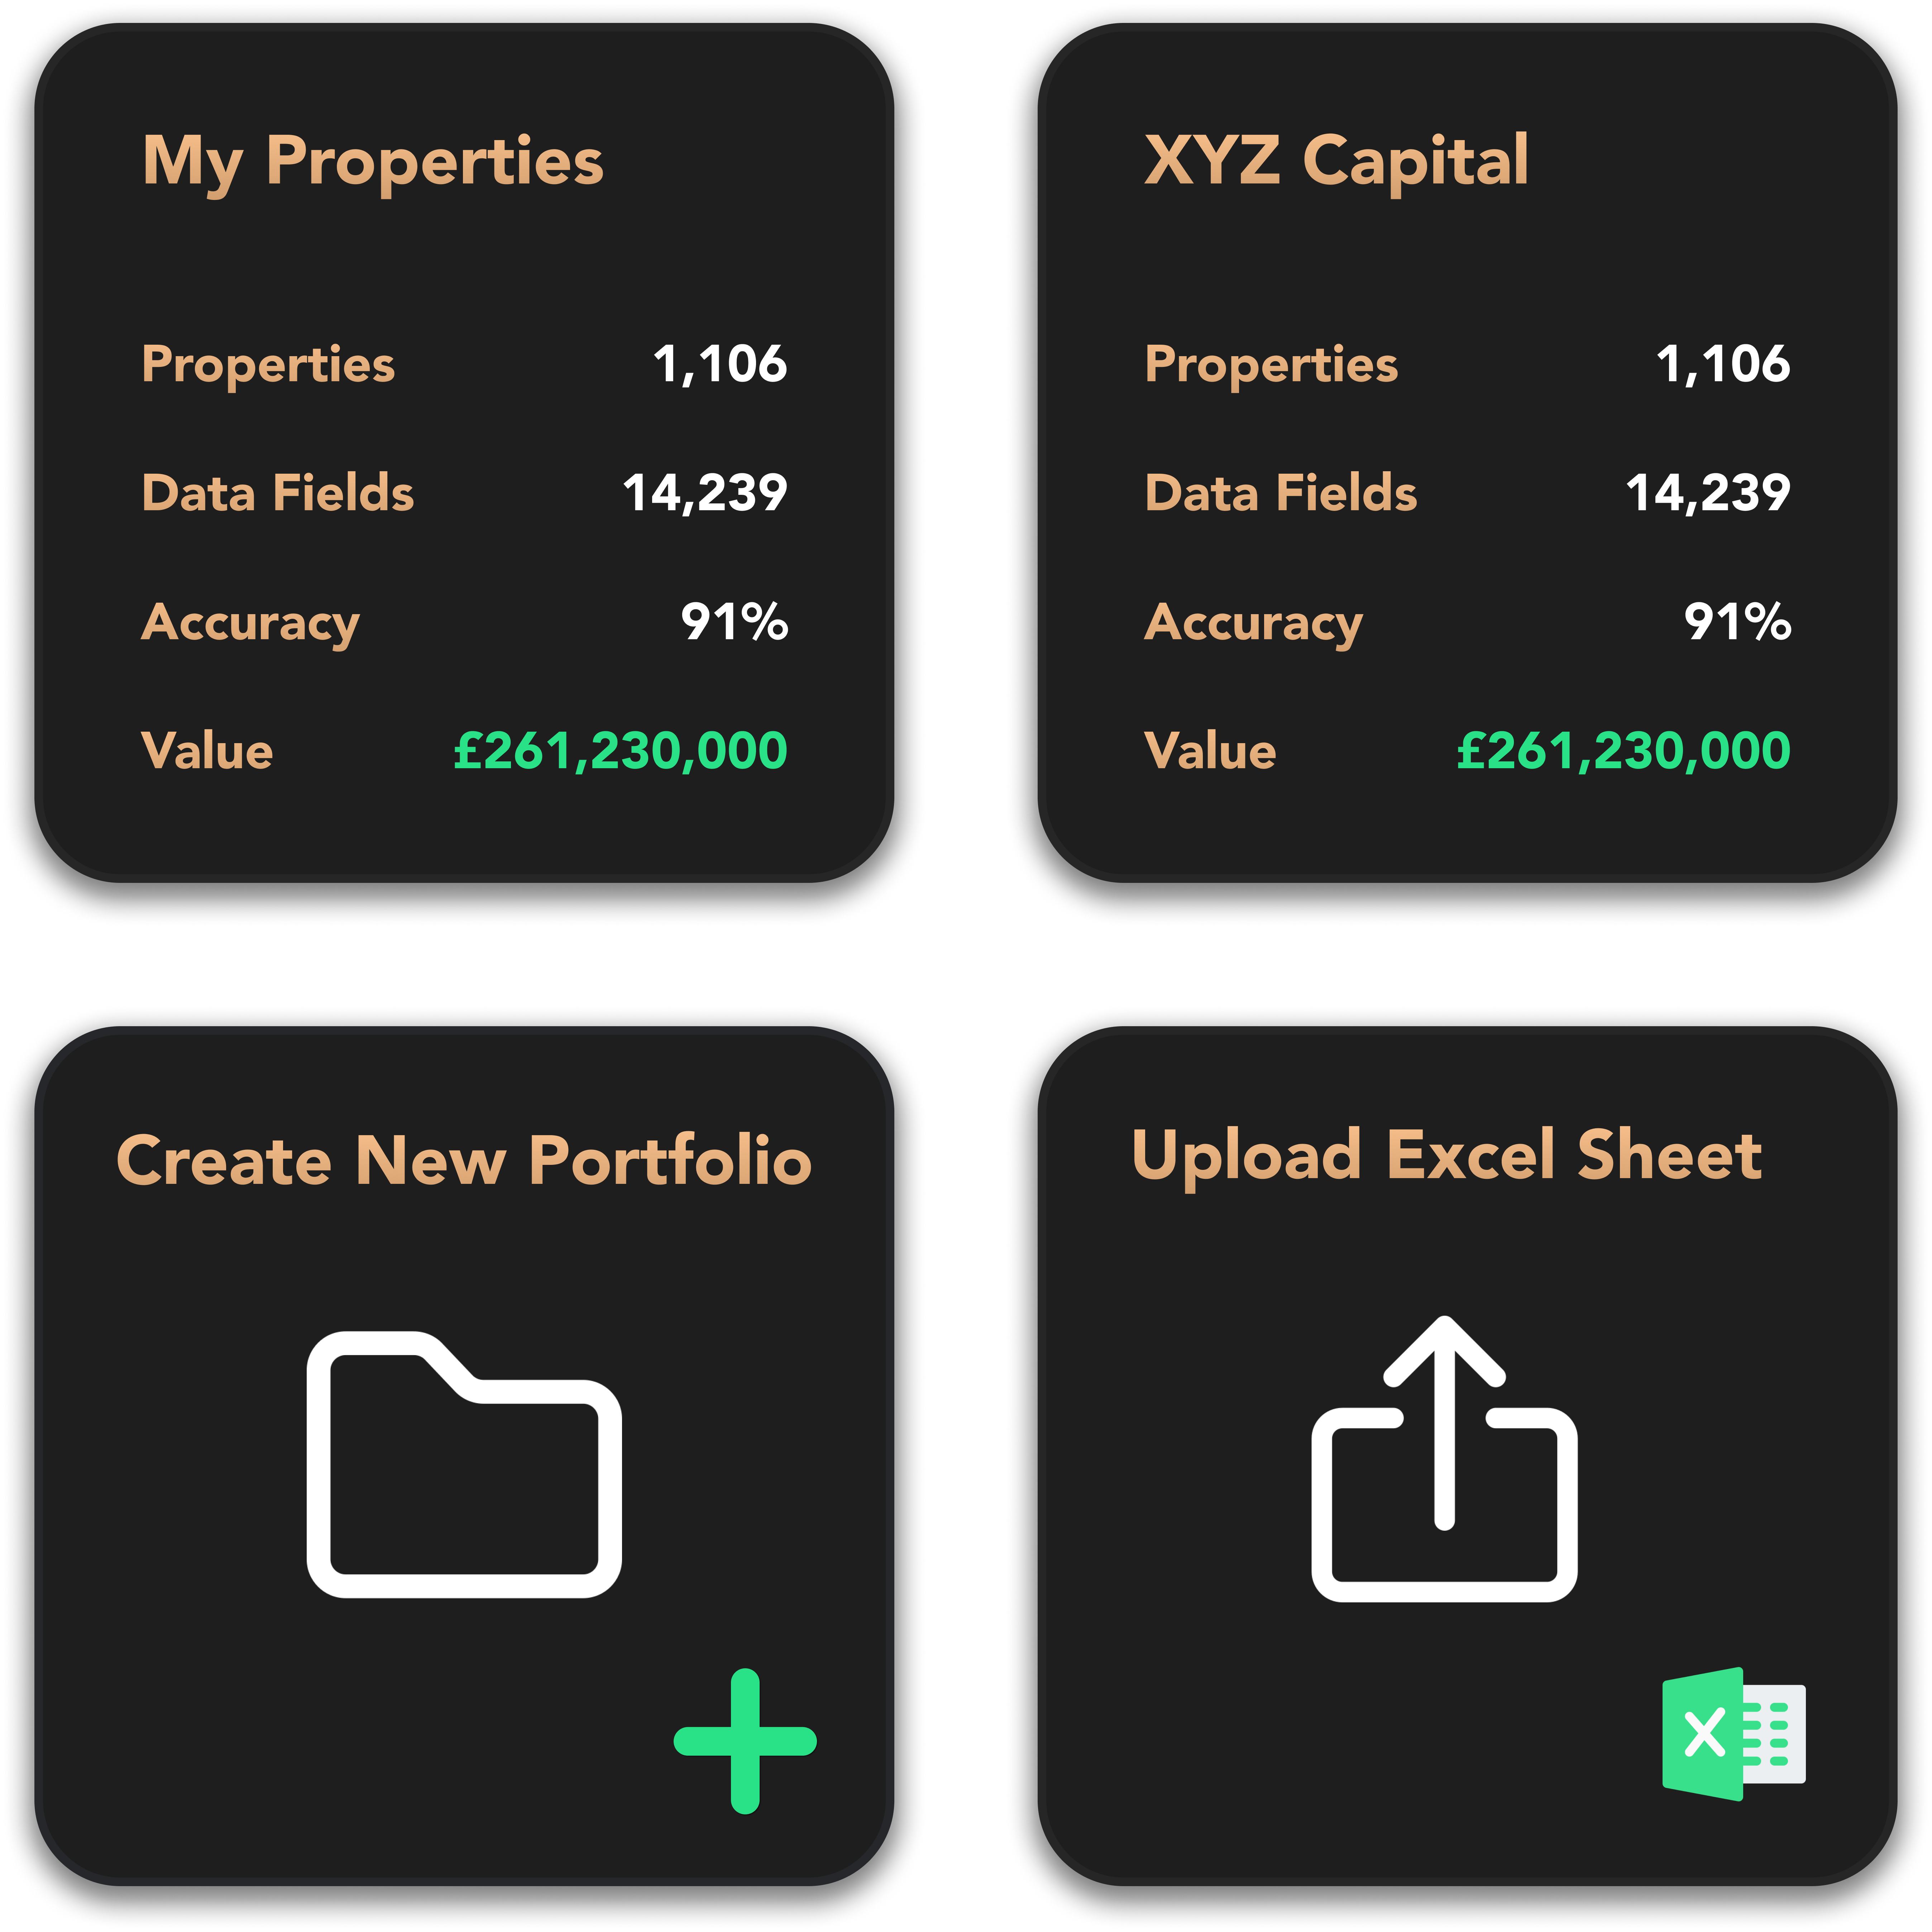 My Properties
Properties 1,106
Data Fields 14,239
Accuracy 91%
Value £261,230,000
XYZ Capital
Properties 1,106
Data Fields 14,239
Accuracy 91%
Value £261,230,000
Create New Portfolio
Upload Excel Sheet
X